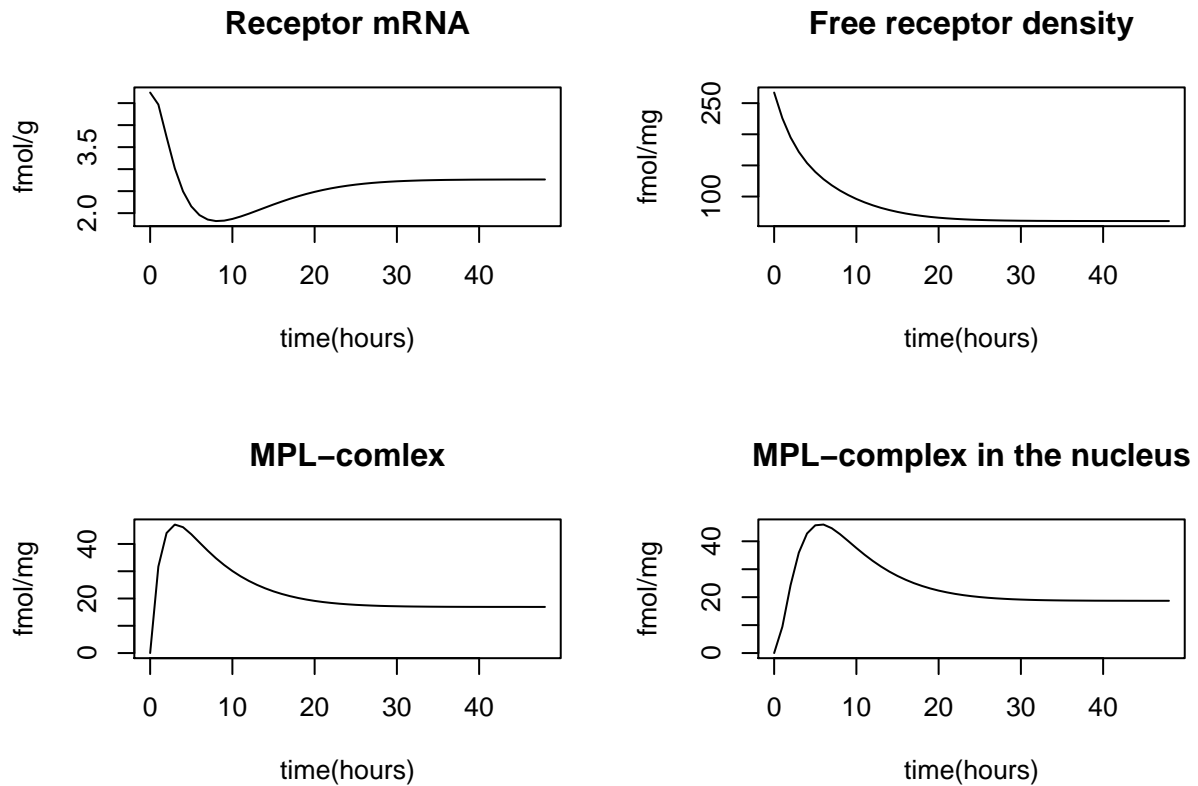 Receptor mRNA
fmol/g
2.0 3.5
0 10 20 30 40
time(hours)
Free receptor density
fmol/mg
100 250
0 10 20 30 40
time(hours)
MPL−comlex
fmol/mg
0 20 40
0 10 20 30 40
time(hours)
MPL−complex in the nucleus
fmol/mg
0 20 40
0 10 20 30 40
time(hours)